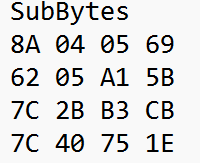 SubBytes
8A 04 05 69
62 05 A1 5B
7C 2B B3 CB
7C 40 75 1E